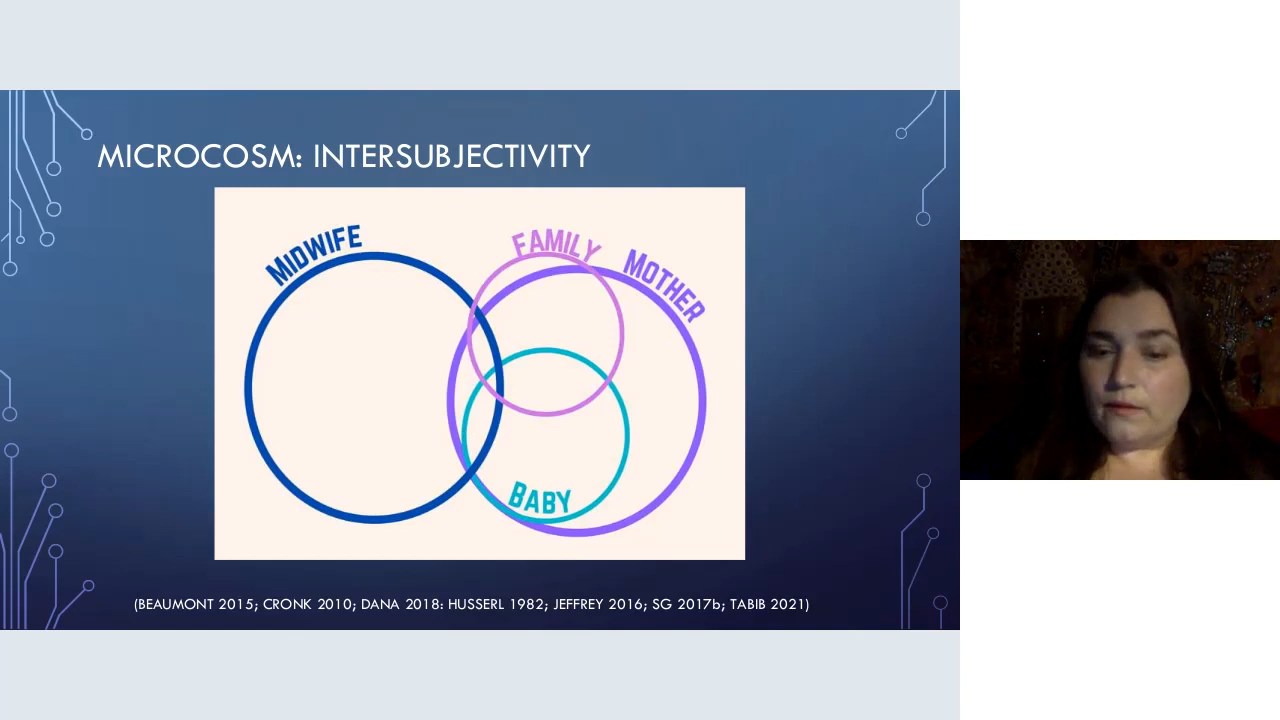 MICROCOSM: INTERSUBJECTIVITY
MIDWIFE
FAMILY
MOTHER
BABY
(BEAUMONT 2015; CRONK 2010; DANA 2018: HUSSERL 1982; JEFFREY 2016; SG 2017b; TABIB 2021)